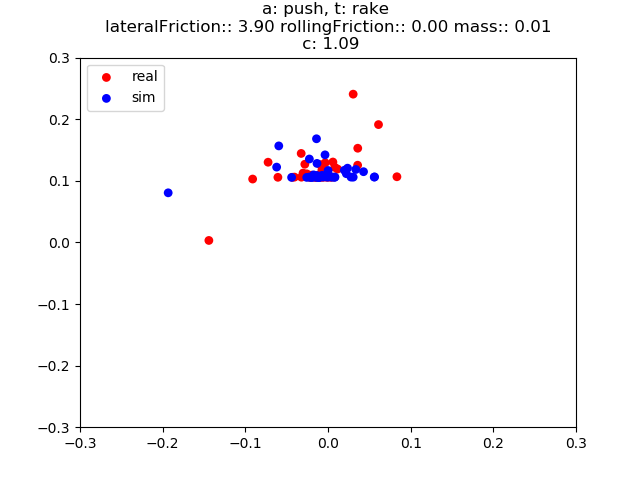 a: push, t: rake
lateralFriction:: 3.90 rollingFriction:: 0.00 mass:: 0.01
c: 1.09
real
sim
0.3
0.2
0.1
0.0
−0.1
−0.2
−0.3
−0.3
−0.2
−0.1
0.0
0.1
0.2
0.3